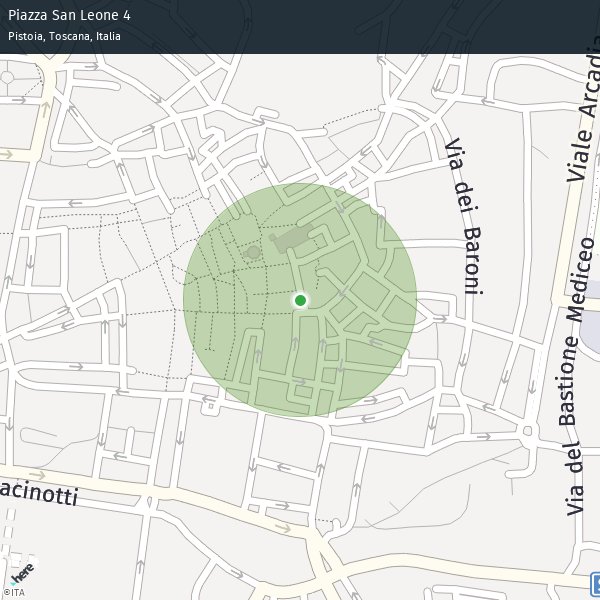 Piazza San Leone 4
Pistoia, Toscana, Italia
Viale Arcadia
Via dei Baroni
Via del Bastione Mediceo
acinotti
here
©ITA
S